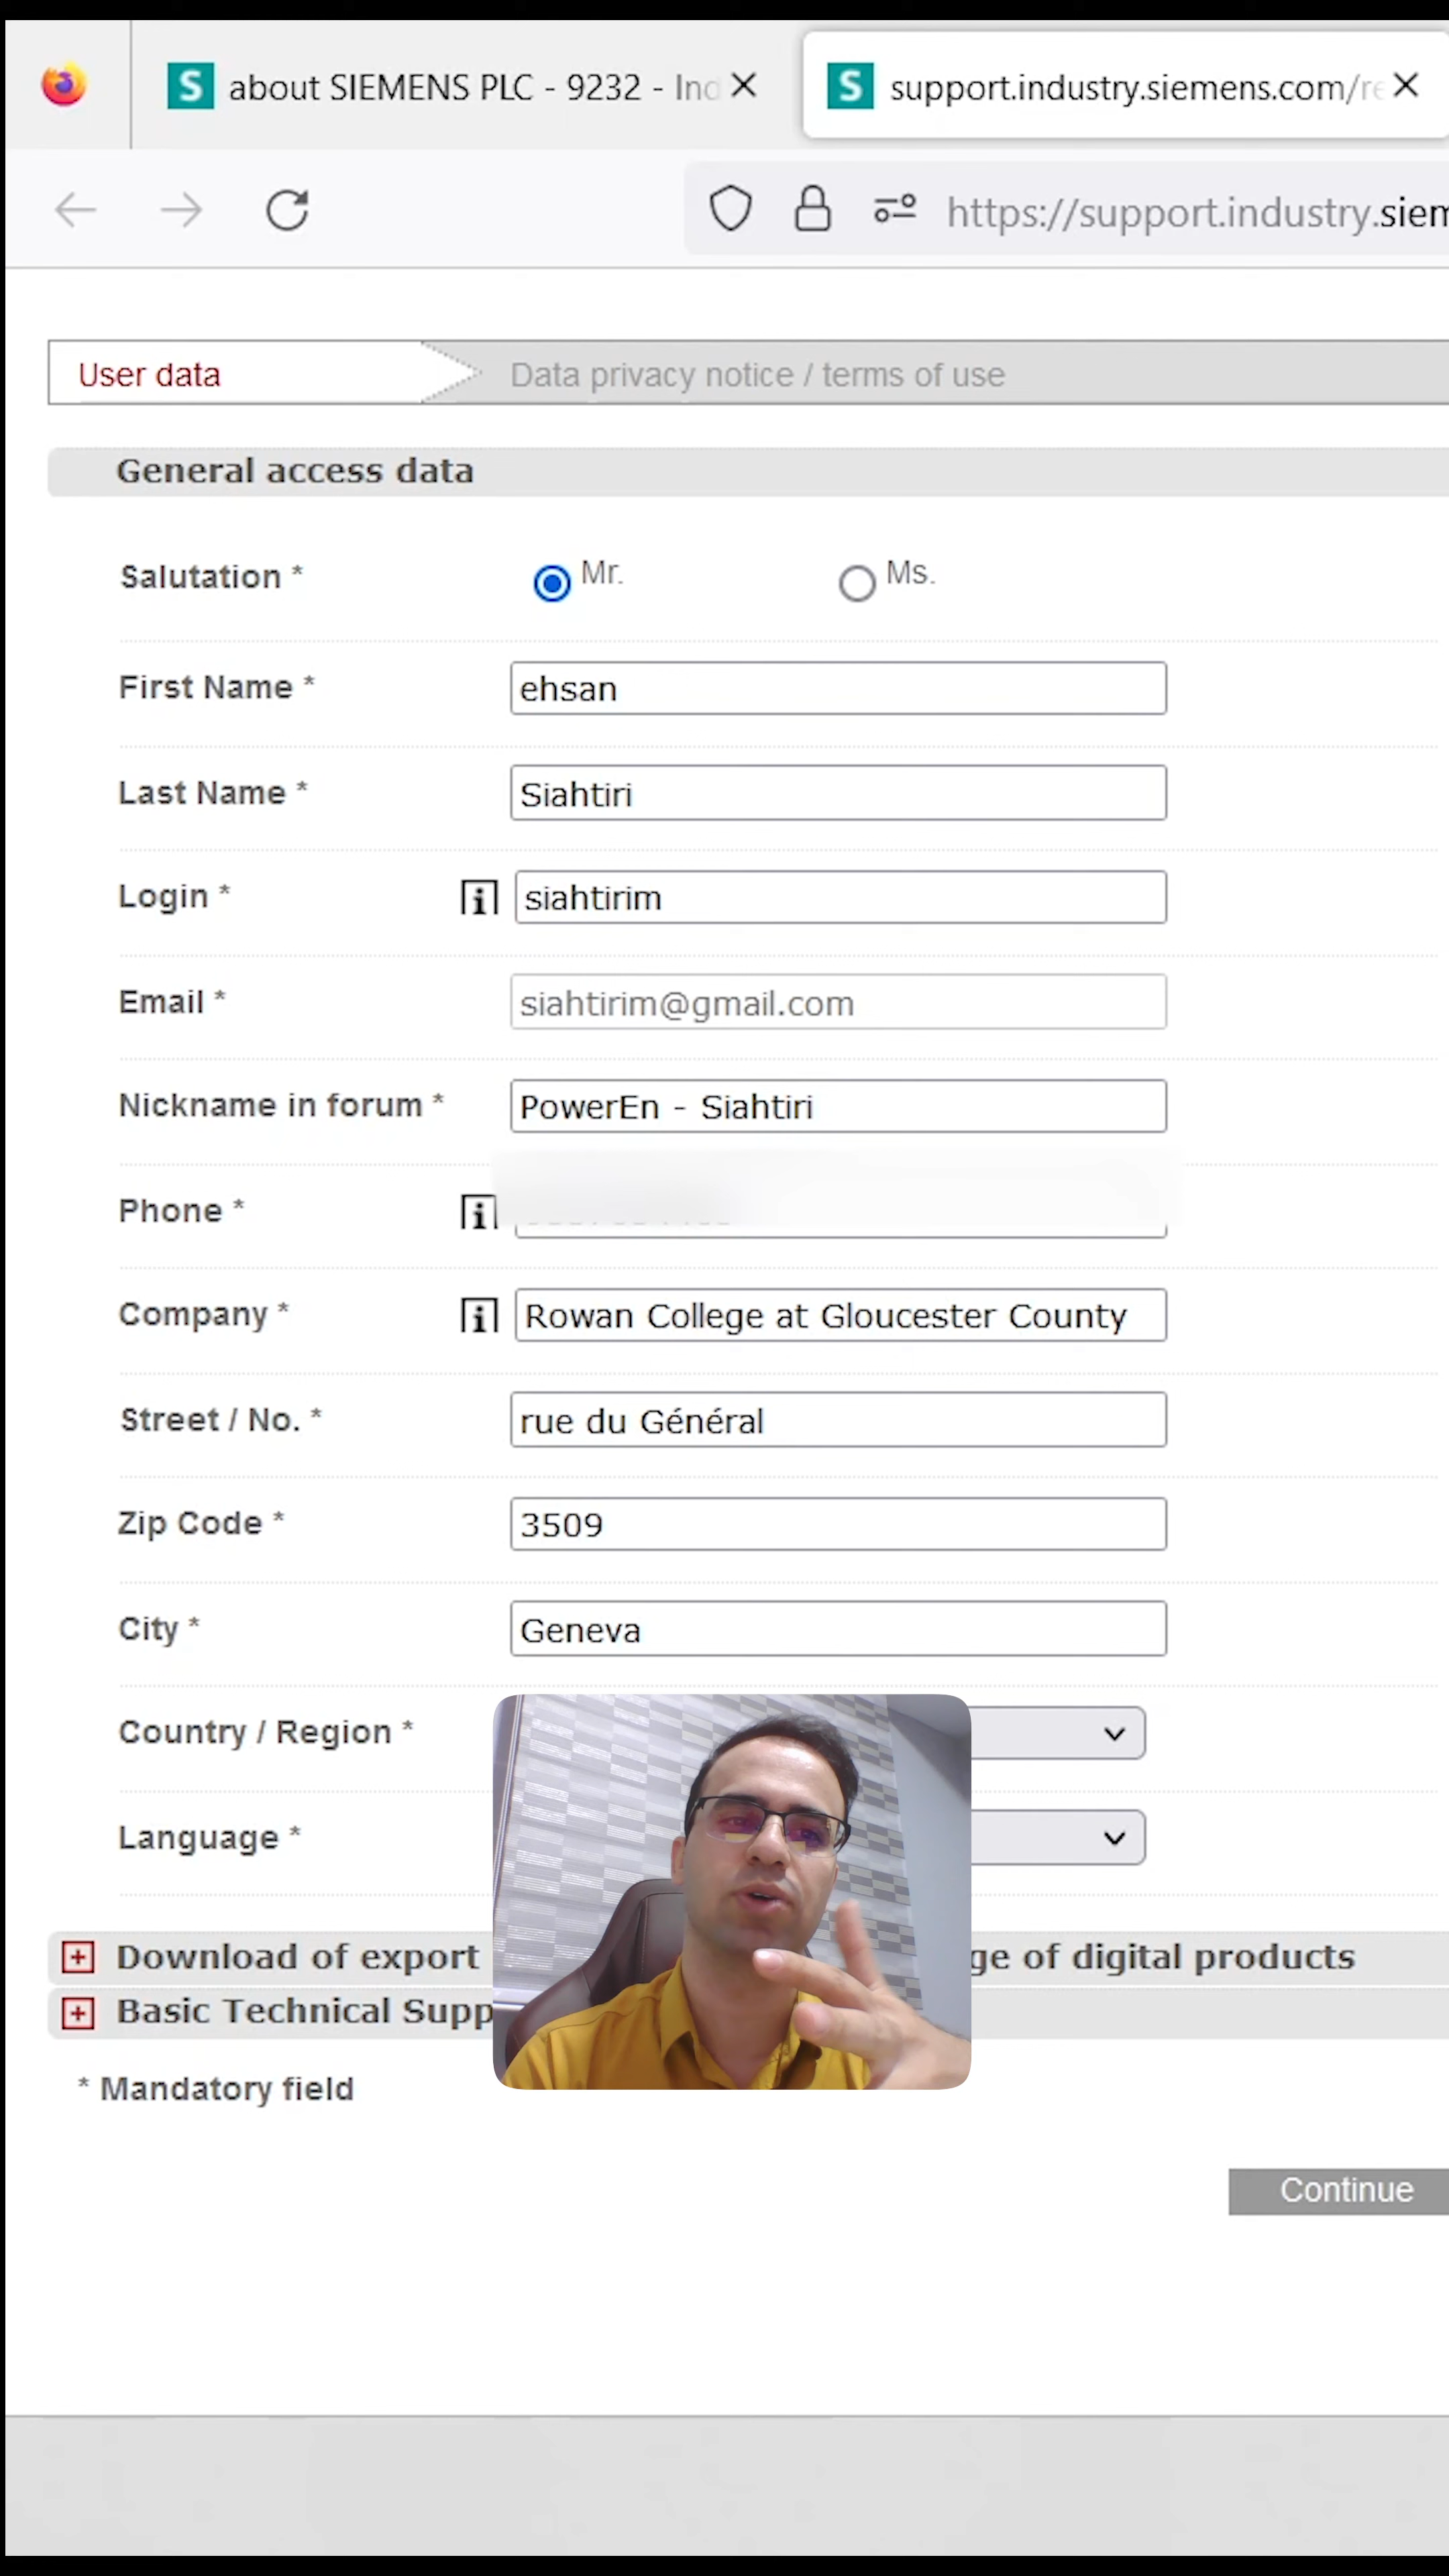 about SIEMENS PLC - 9232 - Ind
support.industry.siemens.com/re
https://support.industry.siem
User data
Data privacy notice / terms of use
General access data
Salutation *
Mr.
Ms.
First Name *
ehsan
Last Name *
Siahtiri
Login *
siahtirim
Email *
siahtirim@gmail.com
Nickname in forum *
PowerEn - Siahtiri
Phone *
Company *
Rowan College at Gloucester County
Street / No. *
rue du Général
Zip Code *
3509
City *
Geneva
Country / Region *
Language *
Download of export
ge of digital products
Basic Technical Supp
* Mandatory field
Continue